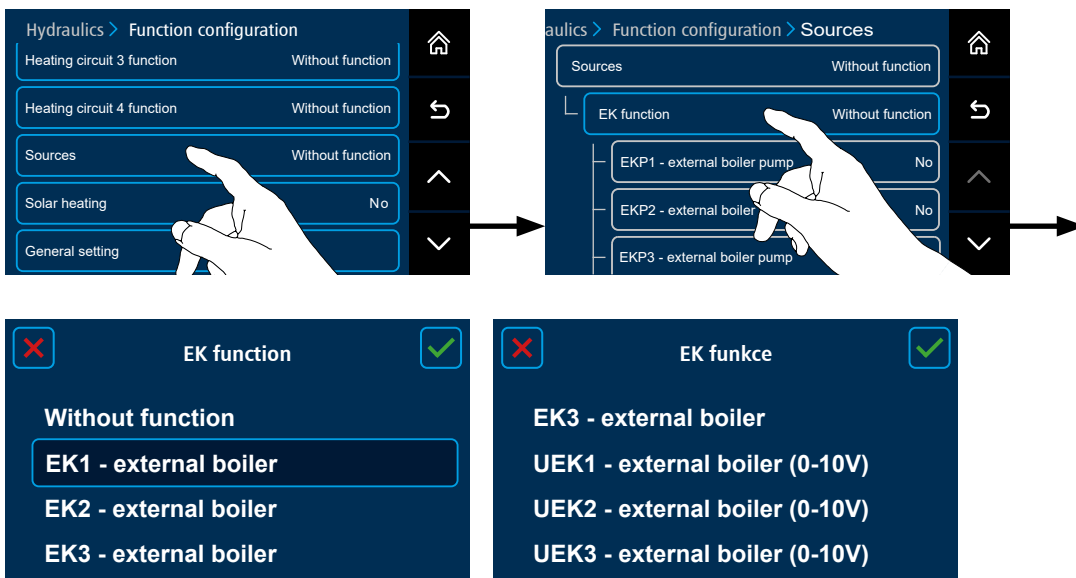 Hydraulics > Function configuration
Heating circuit 3 function Without function
Heating circuit 4 function Without function
Sources Without function
Solar heating No
General setting
aulics > Function configuration > Sources
Sources Without function
EK function Without function
EKP1 - external boiler pump No
EKP2 - external boiler No
EKP3 - external boiler pump
EK function
Without function
EK1 - external boiler
EK2 - external boiler
EK3 - external boiler
EK funkce
EK3 - external boiler
UEK1 - external boiler (0-10V)
UEK2 - external boiler (0-10V)
UEK3 - external boiler (0-10V)